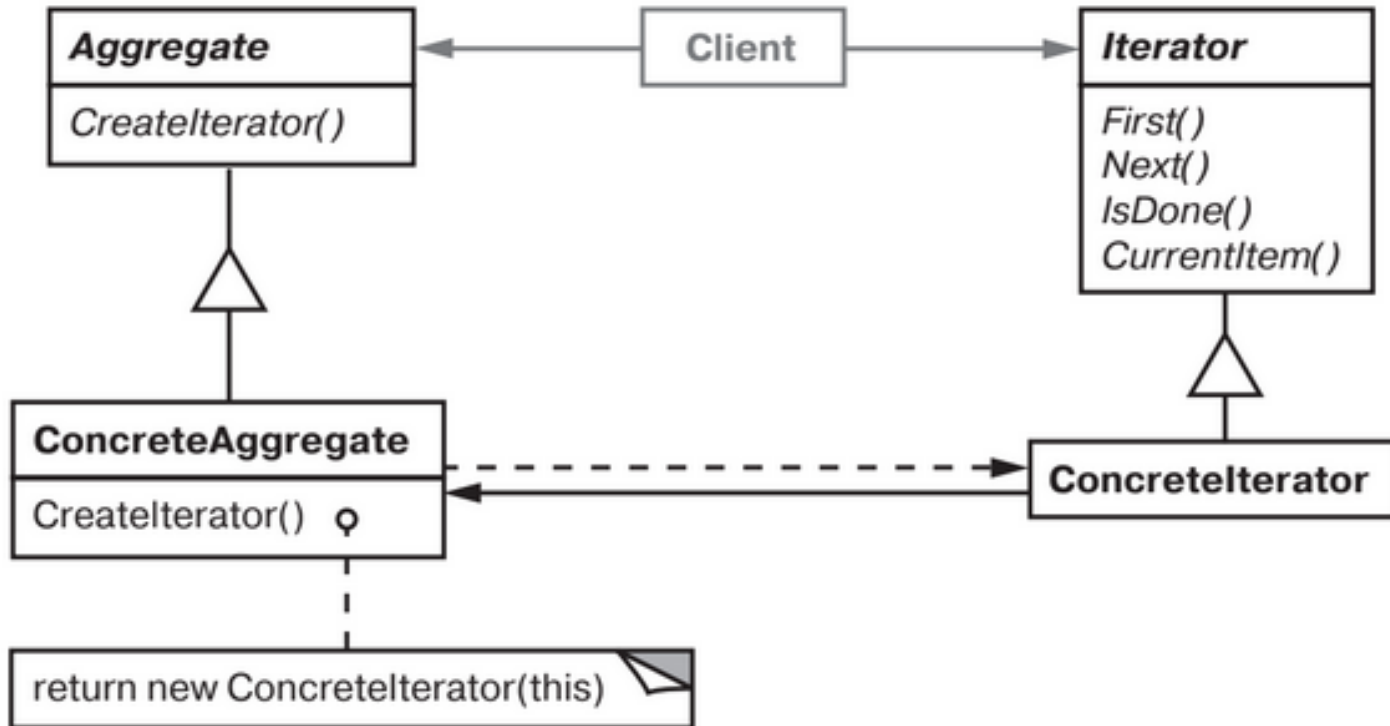 Aggregate
CreateIterator()
Client
Iterator
First()
Next()
IsDone()
CurrentItem()
ConcreteAggregate
CreateIterator()
ConcreteIterator
return new ConcreteIterator(this)